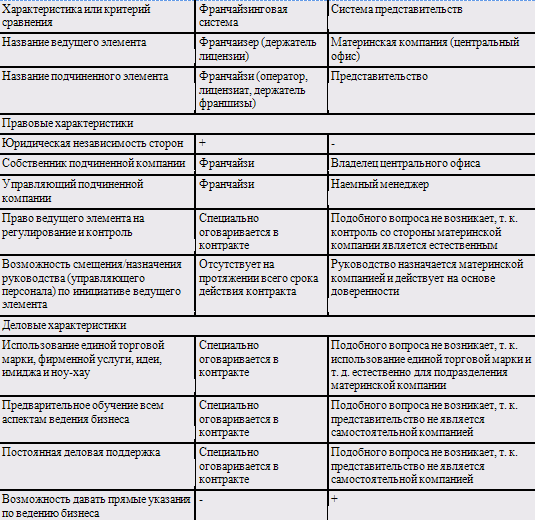 Характеристика или критерий сравнения | Франчайзинговая система | Система представительств
Название ведущего элемента | Франчаизер (держатель лицензии) | Материнская компания (центральный офис)
Название подчиненного элемента | Франчайзи (оператор, лицензиат, держатель франшизы) | Представительство
Правовые характеристики
Юридическая независимость сторон | + | -
Собственник подчиненной компании | Франчайзи | Владелец центрального офиса
Управляющий подчиненной компании | Франчайзи | Наемный менеджер
Право ведущего элемента на регулирование и контроль | Специально оговаривается в контракте | Подобного вопроса не возникает, т. к. контроль со стороны материнской компании является естественным
Возможность смещения/назначения руководства (управляющего персонала) по инициативе ведущего элемента | Отсутствует на протяжении всего срока действия контракта | Руководство назначается материнской компанией и действует на основе доверенности
Деловые характеристики
Использование единой торговой марки, фирменной услуги, идеи, имиджа и ноу-хау | Специально оговаривается в контракте | Подобного вопроса не возникает, т. к. использование единой торговой марки и т. д. естественно для подразделения материнской компании
Предварительное обучение всем аспектам ведения бизнеса | Специально оговаривается в контракте | Подобного вопроса не возникает, т. к. представительство не является самостоятельной компанией
Постоянная деловая поддержка | Специально оговаривается в контракте | Подобного вопроса не возникает, т. к. представительство не является самостоятельной компанией
Возможность давать прямые указания по ведению бизнеса | - | +